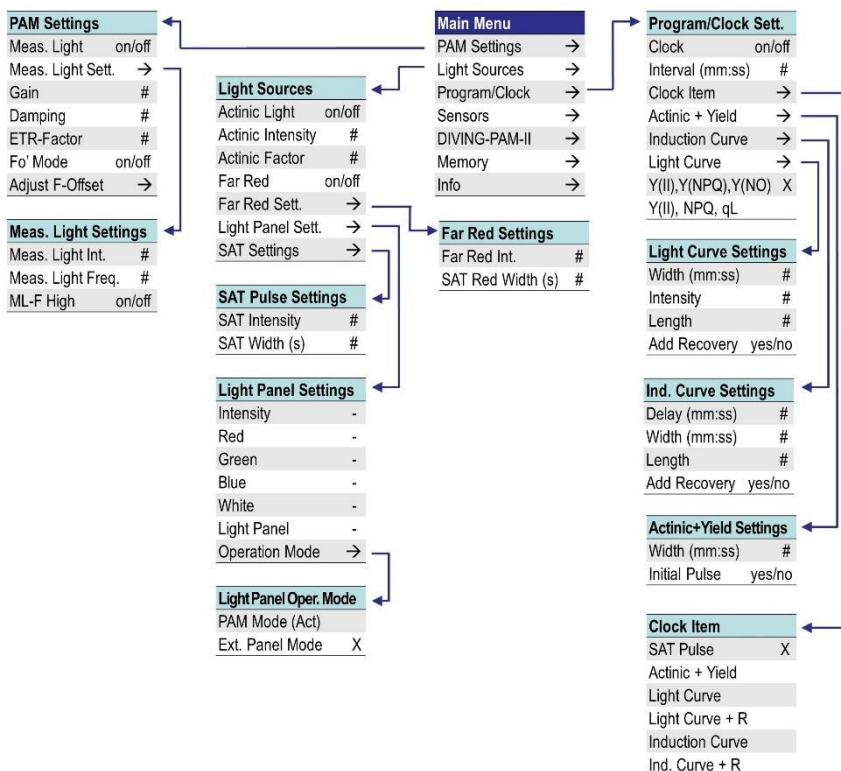 PAM Settings
Meas. Light on/off
Meas. Light Sett. →
Gain #
Damping #
ETR-Factor #
Fo' Mode on/off
Adjust F-Offset →
Meas. Light Settings
Meas. Light Int. #
Meas. Light Freq. #
ML-F High on/off
Light Sources
Actinic Light on/off
Actinic Intensity #
Actinic Factor #
Far Red on/off
Far Red Sett. →
Light Panel Sett. →
SAT Settings →
SAT Pulse Settings
SAT Intensity #
SAT Width (s) #
Light Panel Settings
Intensity -
Red -
Green -
Blue -
White -
Light Panel -
Operation Mode →
Light Panel Oper. Mode
PAM Mode (Act)
Ext. Panel Mode X
Main Menu
PAM Settings →
Light Sources →
Program/Clock →
Sensors →
DIVING-PAM-II →
Memory →
Info →
Far Red Settings
Far Red Int. #
SAT Red Width (s) #
Program/Clock Sett.
Clock on/off
Interval (mm:ss) #
Clock Item →
Actinic + Yield →
Induction Curve →
Light Curve →
Y(II),Y(NPQ),Y(NO) X
Y(II), NPQ, qL
Light Curve Settings
Width (mm:ss) #
Intensity #
Length #
Add Recovery yes/no
Ind. Curve Settings
Delay (mm:ss) #
Width (mm:ss) #
Length #
Add Recovery yes/no
Actinic+Yield Settings
Width (mm:ss) #
Initial Pulse yes/no
Clock Item
SAT Pulse X
Actinic + Yield
Light Curve
Light Curve + R
Induction Curve
Ind. Curve + R